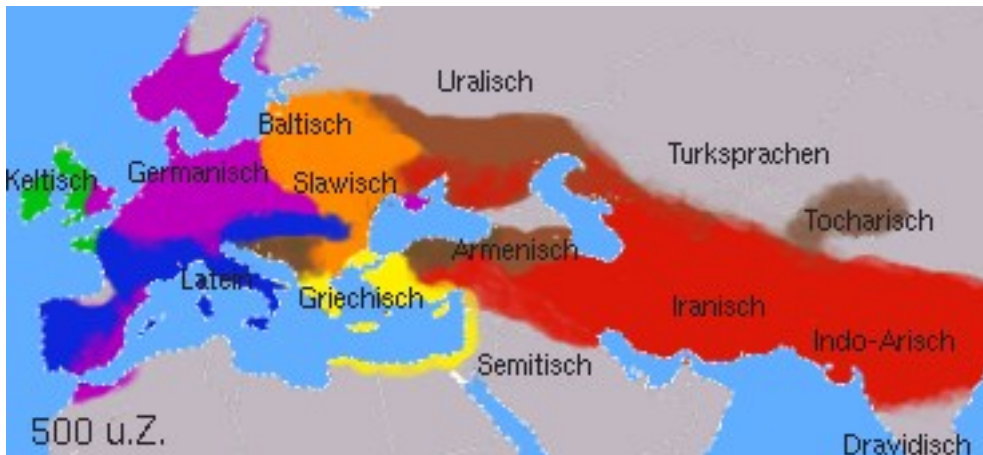 Uralisch
Baltisch
Turksprachen
Keltisch
Germanisch
Slawisch
Tocharisch
Armenisch
Latein
Griechisch
Iranisch
Indo-Arisch
Semitisch
500 u.Z.
Dravidisch